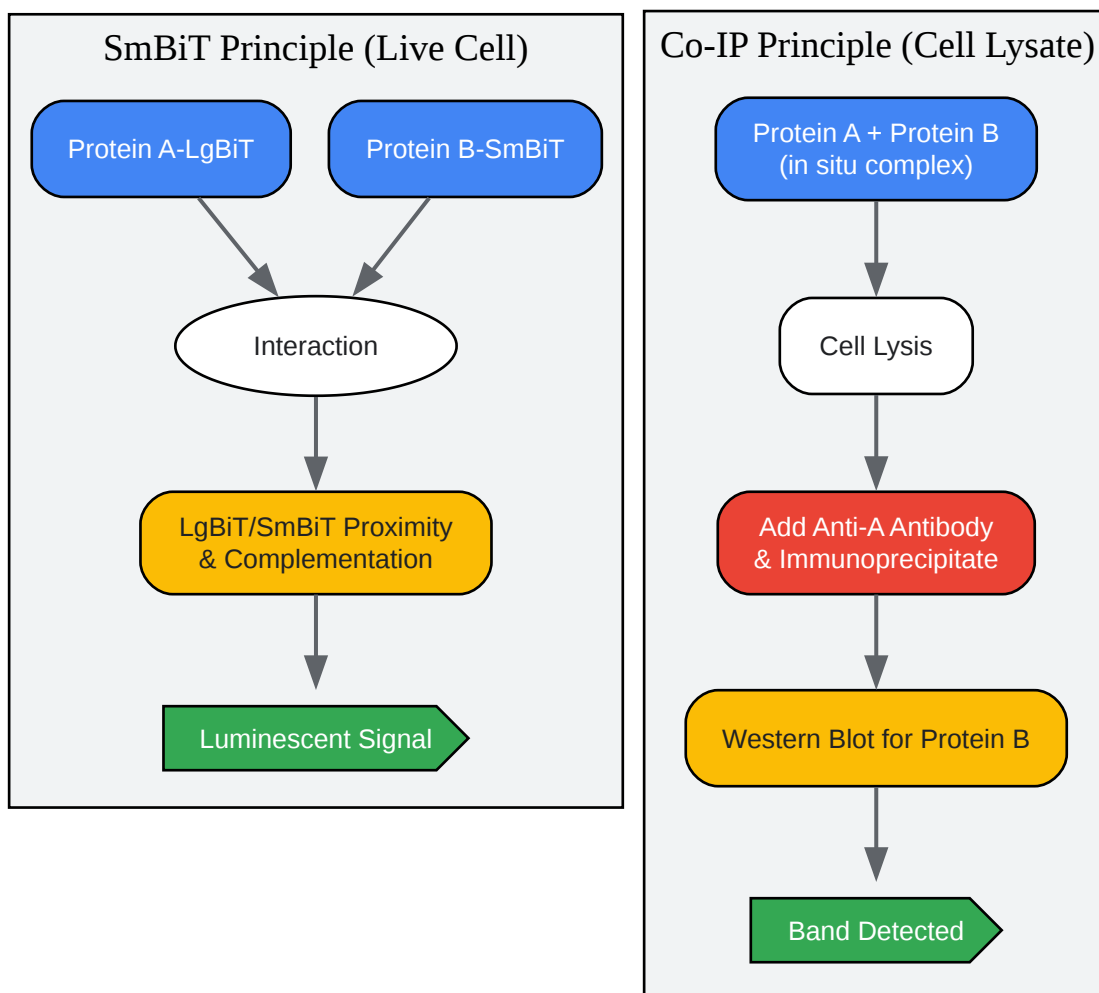 SmBiT Principle (Live Cell)
Protein A-LgBiT
Protein B-SmBiT
Interaction
LgBiT/SmBiT Proximity
& Complementation
Luminescent Signal
Co-IP Principle (Cell Lysate)
Protein A + Protein B
(in situ complex)
Cell Lysis
Add Anti-A Antibody
& Immunoprecipitate
Western Blot for Protein B
Band Detected